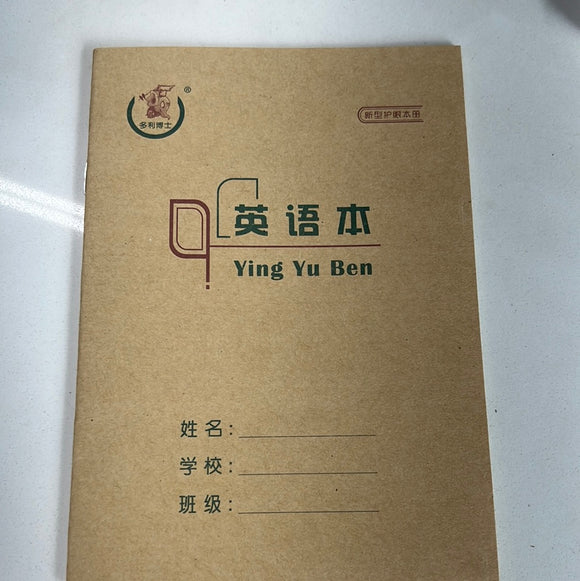 多利博士
®
新型护眼本册
英语本
Ying Yu Ben
姓名：
学校：
班级：